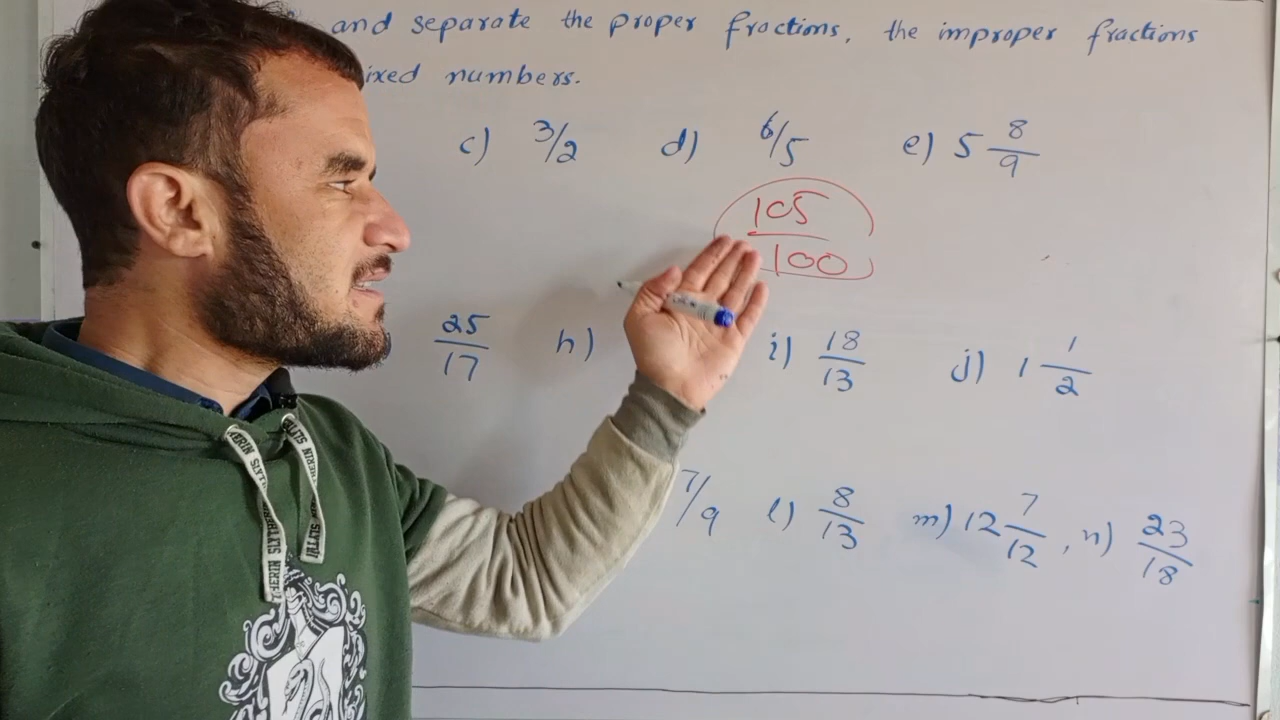 and separate the proper fractions, the improper fractions
ixed numbers.
c) 3/2 d) 6/5 e) 5 8/9
105/100
25/17 h) i) 18/13 j) 1 1/2
7/9 l) 8/13 m) 12 7/12, n) 23/18